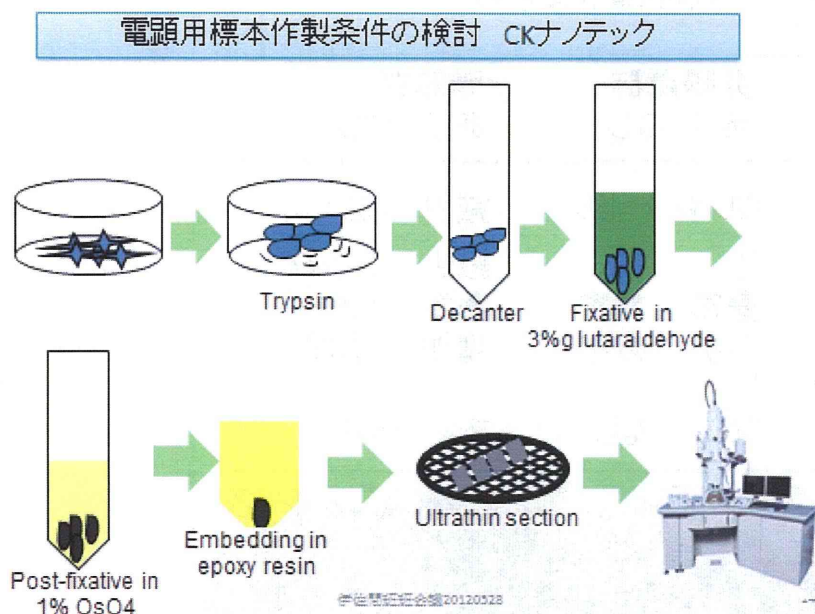 電顕用標本作製条件の検討 CKナノテック
Trypsin
Decanter
Fixative in
3%glutaraldehyde
Post-fixative in
1% OsO4
Embedding in
epoxy resin
Ultrathin section
20120528